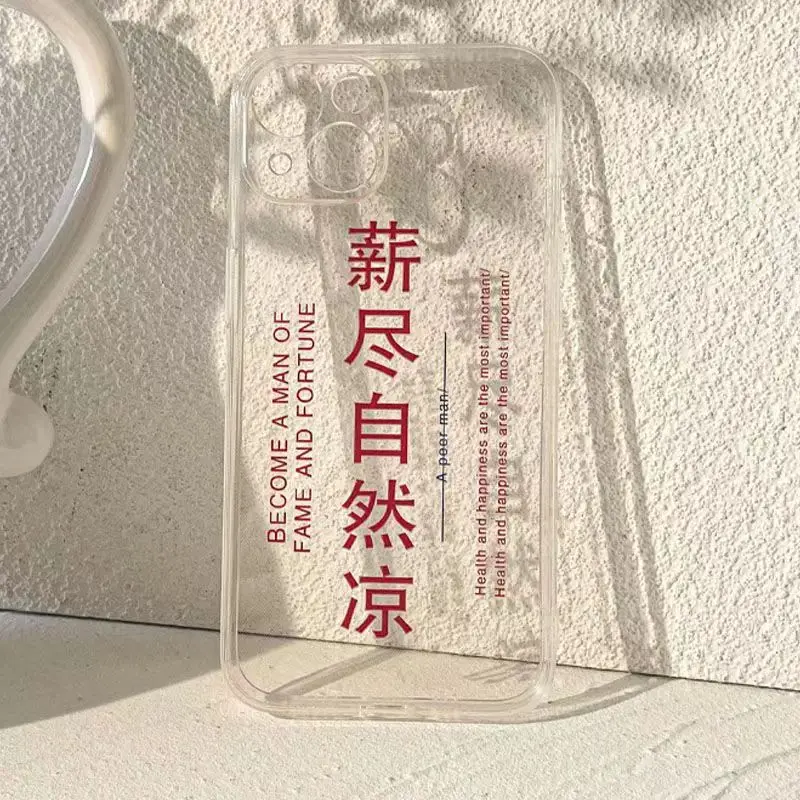 薪尽自然凉
BECOME A MAN OF
FAME AND FORTUNE
A poor man/
Health and happiness are the most important/
Health and happiness are the most important/